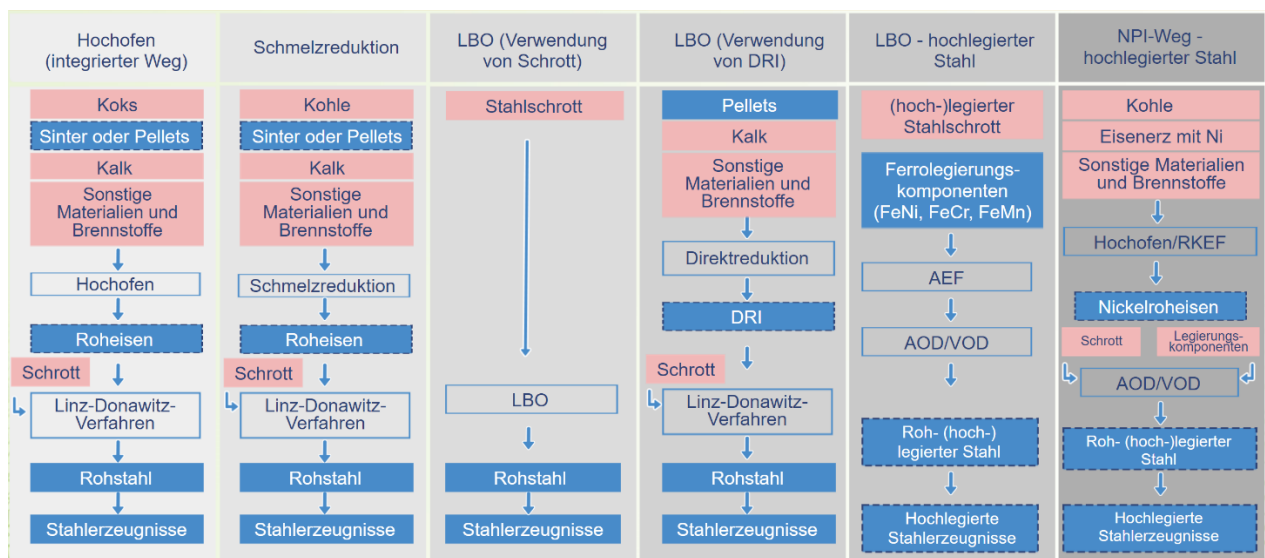 Hochofen
(integrierter Weg)
Koks
Sinter oder Pellets
Kalk
Sonstige
Materialien und
Brennstoffe
Hochofen
Roheisen
Schrott
Linz-Donawitz-
Verfahren
Rohstahl
Stahlerzeugnisse
Schmelzreduktion
Kohle
Sinter oder Pellets
Kalk
Sonstige
Materialien und
Brennstoffe
Schmelzreduktion
Roheisen
Schrott
Linz-Donawitz-
Verfahren
Rohstahl
Stahlerzeugnisse
LBO (Verwendung
von Schrott)
Stahlschrott
LBO
Rohstahl
Stahlerzeugnisse
LBO (Verwendung
von DRI)
Pellets
Kalk
Sonstige
Materialien und
Brennstoffe
Direktreduktion
DRI
Schrott
Linz-Donawitz-
Verfahren
Rohstahl
Stahlerzeugnisse
LBO - hochlegierter
Stahl
(hoch-)legierter
Stahlschrott
Ferrolegierungs-
komponenten
(FeNi, FeCr, FeMn)
AEF
AOD/VOD
Roh- (hoch-)
legierter Stahl
Hochlegierte
Stahlerzeugnisse
NPI-Weg -
hochlegierter Stahl
Kohle
Eisenerz mit Ni
Sonstige Materialien
und Brennstoffe
Hochofen/RKEF
Nickelroheisen
Schrott
Legierungs-
komponenten
AOD/VOD
Roh- (hoch-)legierter
Stahl
Hochlegierte
Stahlerzeugnisse